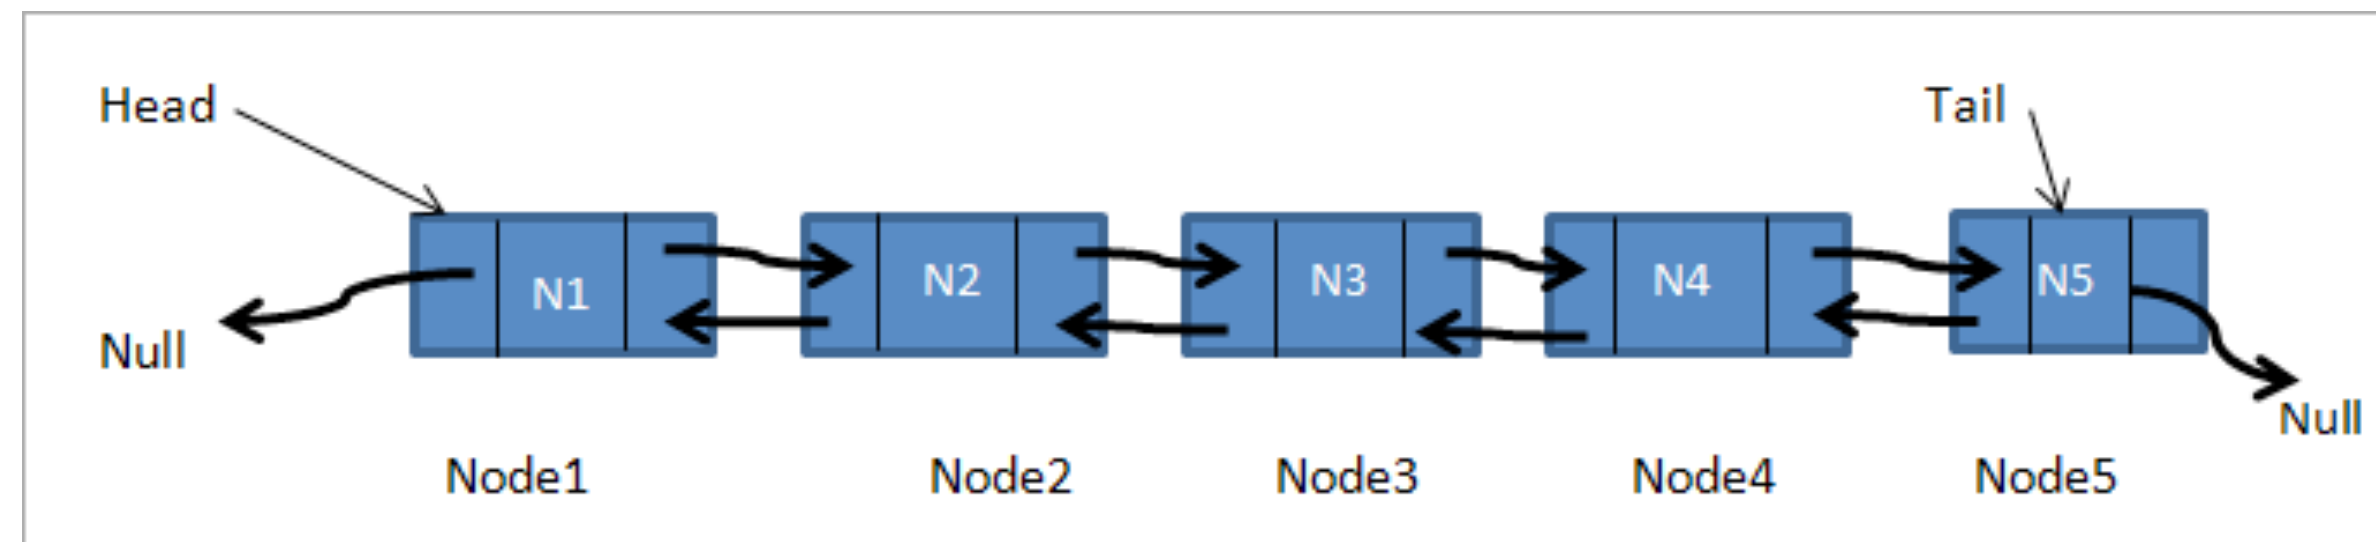 Head
Tail
N1
N2
N3
N4
N5
Null
Null
Node1
Node2
Node3
Node4
Node5